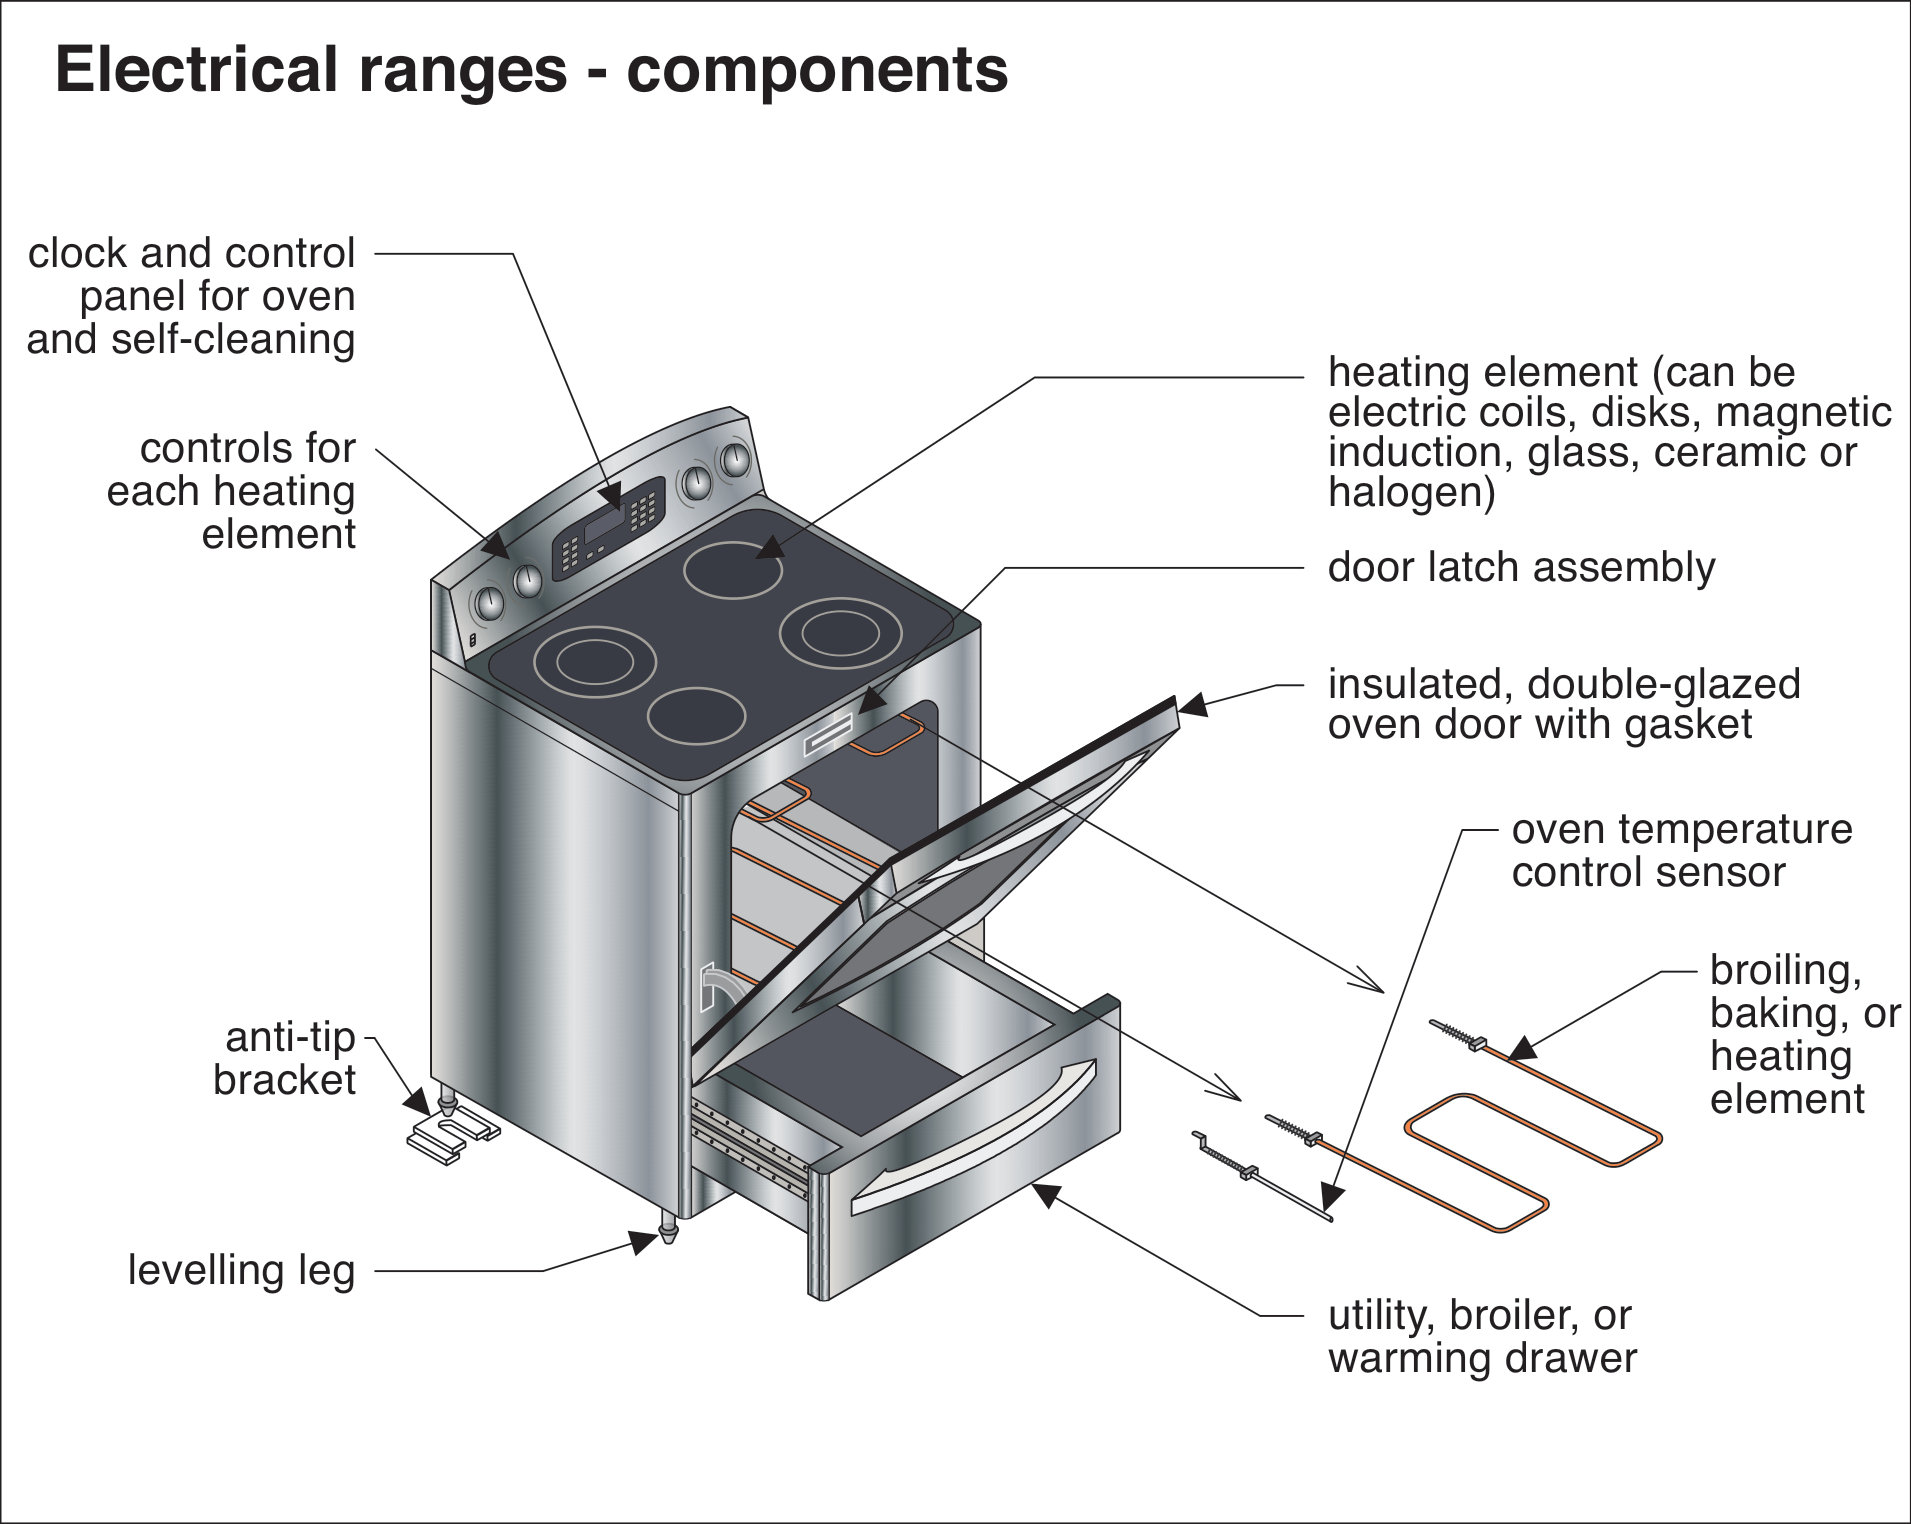 Electrical ranges - components
clock and control
panel for oven
and self-cleaning
controls for
each heating
element
anti-tip
bracket
levelling leg
heating element (can be
electric coils, disks, magnetic
induction, glass, ceramic or
halogen)
door latch assembly
insulated, double-glazed
oven door with gasket
oven temperature
control sensor
broiling,
baking, or
heating
element
utility, broiler, or
warming drawer